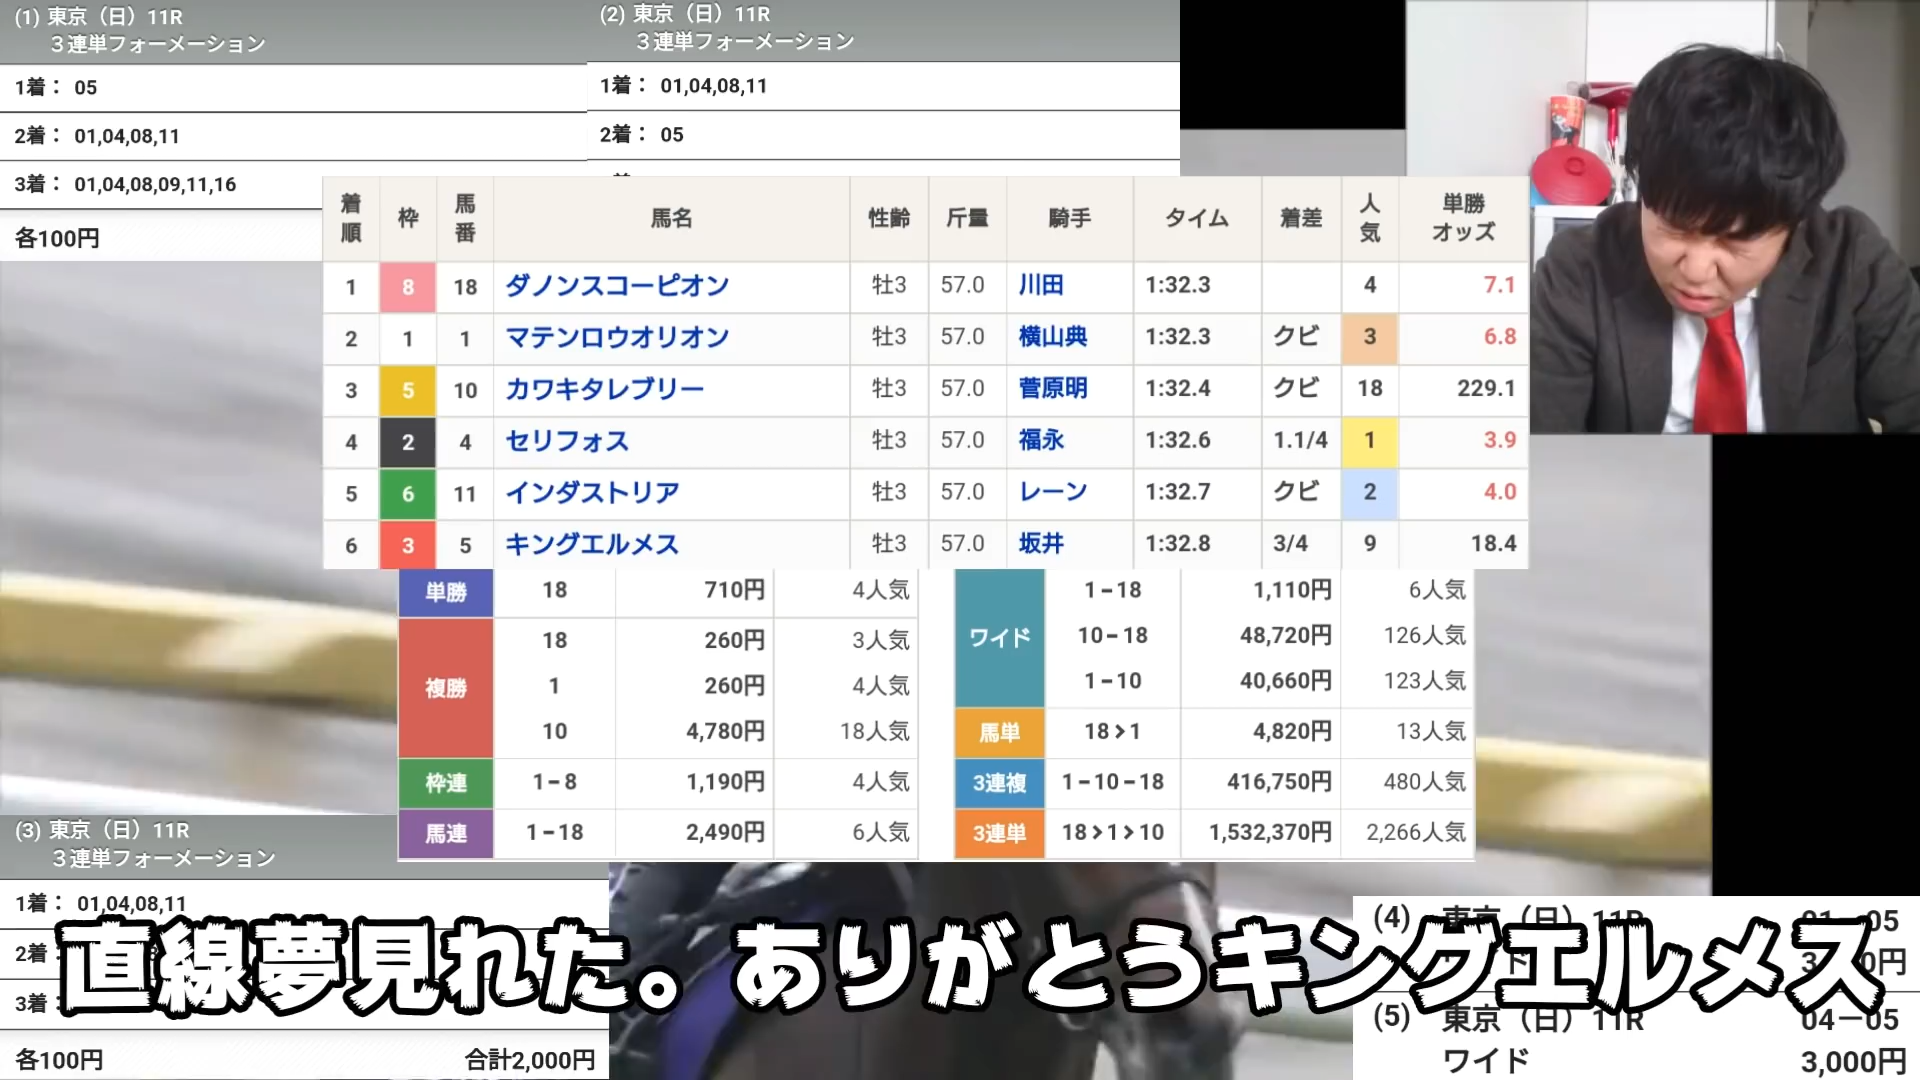 (1) 東京（日）11R
３連単フォーメーション
1着： 05
2着： 01,04,08,11
3着： 01,04,08,09,11,16
各100円
(2) 東京（日）11R
３連単フォーメーション
1着： 01,04,08,11
2着： 05
着順 枠 馬番 馬名 性齢 斤量 騎手 タイム 着差 人気 単勝オッズ
1 8 18 ダノンスコーピオン 牡3 57.0 川田 1:32.3 4 7.1
2 1 1 マテンロウオリオン 牡3 57.0 横山典 1:32.3 クビ 3 6.8
3 5 10 カワキタレブリー 牡3 57.0 菅原明 1:32.4 クビ 18 229.1
4 2 4 セリフォス 牡3 57.0 福永 1:32.6 1.1/4 1 3.9
5 6 11 インダストリア 牡3 57.0 レーン 1:32.7 クビ 2 4.0
6 3 5 キングエルメス 牡3 57.0 坂井 1:32.8 3/4 9 18.4
単勝 18 710円 4人気
複勝 18 260円 3人気
1 260円 4人気
10 4,780円 18人気
枠連 1-8 1,190円 4人気
馬連 1-18 2,490円 6人気
ワイド 1-18 1,110円 6人気
10-18 48,720円 126人気
1-10 40,660円 123人気
馬単 18>1 4,820円 13人気
3連複 1-10-18 416,750円 480人気
3連単 18>1>10 1,532,370円 2,266人気
(3) 東京（日）11R
３連単フォーメーション
1着： 01,04,08,11
2着：
3着：
各100円 合計2,000円
(4) 東京（日）11R
(5) 東京（日）11R 04－05
ワイド 3,000円
直線夢見れた。ありがとうキングエルメス